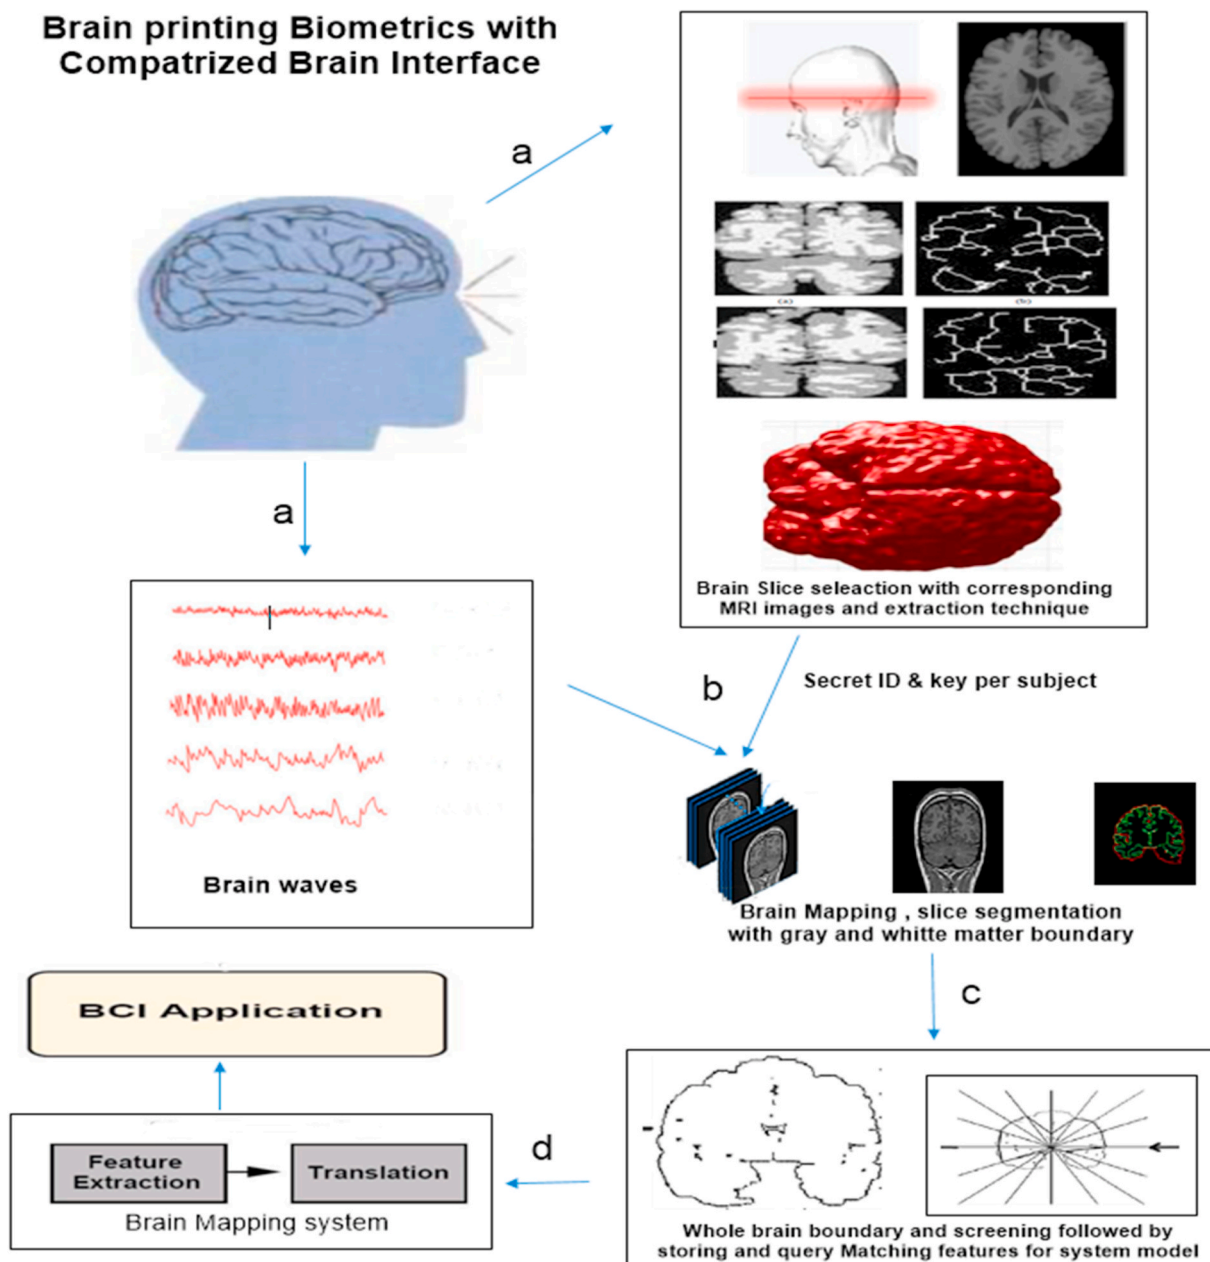 Brain printing Biometrics with
Compatrized Brain Interface
a
a
(a)
(b)
Brain Slice seleaction with corresponding
MRI images and extraction technique
b
Secret ID & key per subject
Brain waves
Brain Mapping , slice segmentation
with gray and whitte matter boundary
c
BCI Application
d
Feature
Extraction
Translation
Brain Mapping system
Whole brain boundary and screening followed by
storing and query Matching features for system model